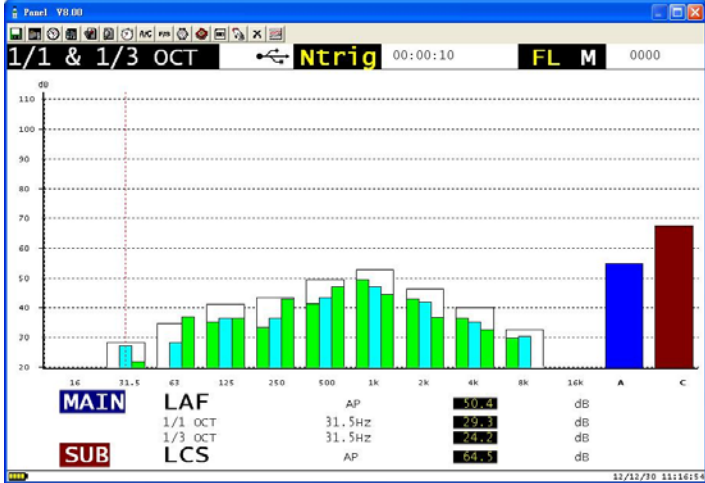 Panel V8.00
A/C F/S
1/1 & 1/3 OCT Ntrig 00:00:10 FL M 0000
dB
110
100
90
80
70
60
50
40
30
20
16 31.5 63 125 250 500 1k 2k 4k 8k 16k A C
MAIN LAF AP 50.4 dB
1/1 OCT 31.5Hz 29.3 dB
1/3 OCT 31.5Hz 24.2 dB
SUB LCS AP 64.5 dB
12/12/30 11:16:54